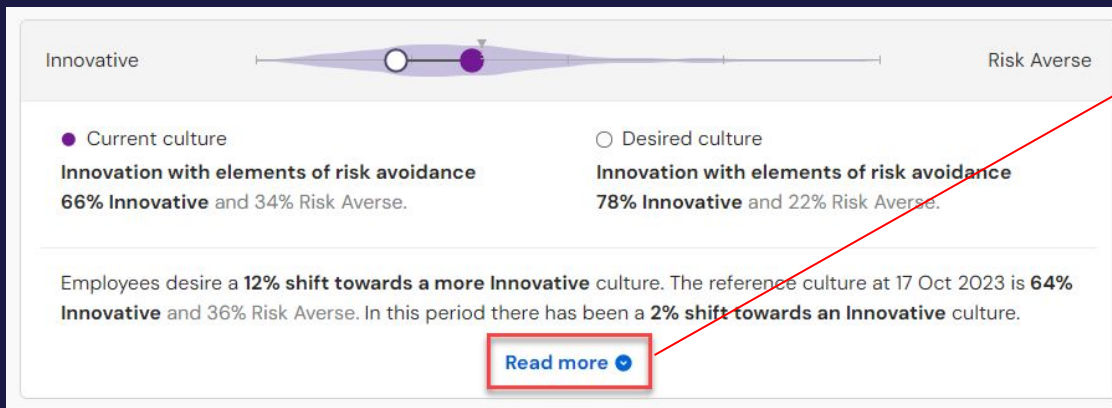 Innovative
Risk Averse
Current culture
Innovation with elements of risk avoidance
66% Innovative and 34% Risk Averse.
Desired culture
Innovation with elements of risk avoidance
78% Innovative and 22% Risk Averse.
Employees desire a 12% shift towards a more Innovative culture. The reference culture at 17 Oct 2023 is 64%
Innovative and 36% Risk Averse. In this period there has been a 2% shift towards an Innovative culture.
Read more